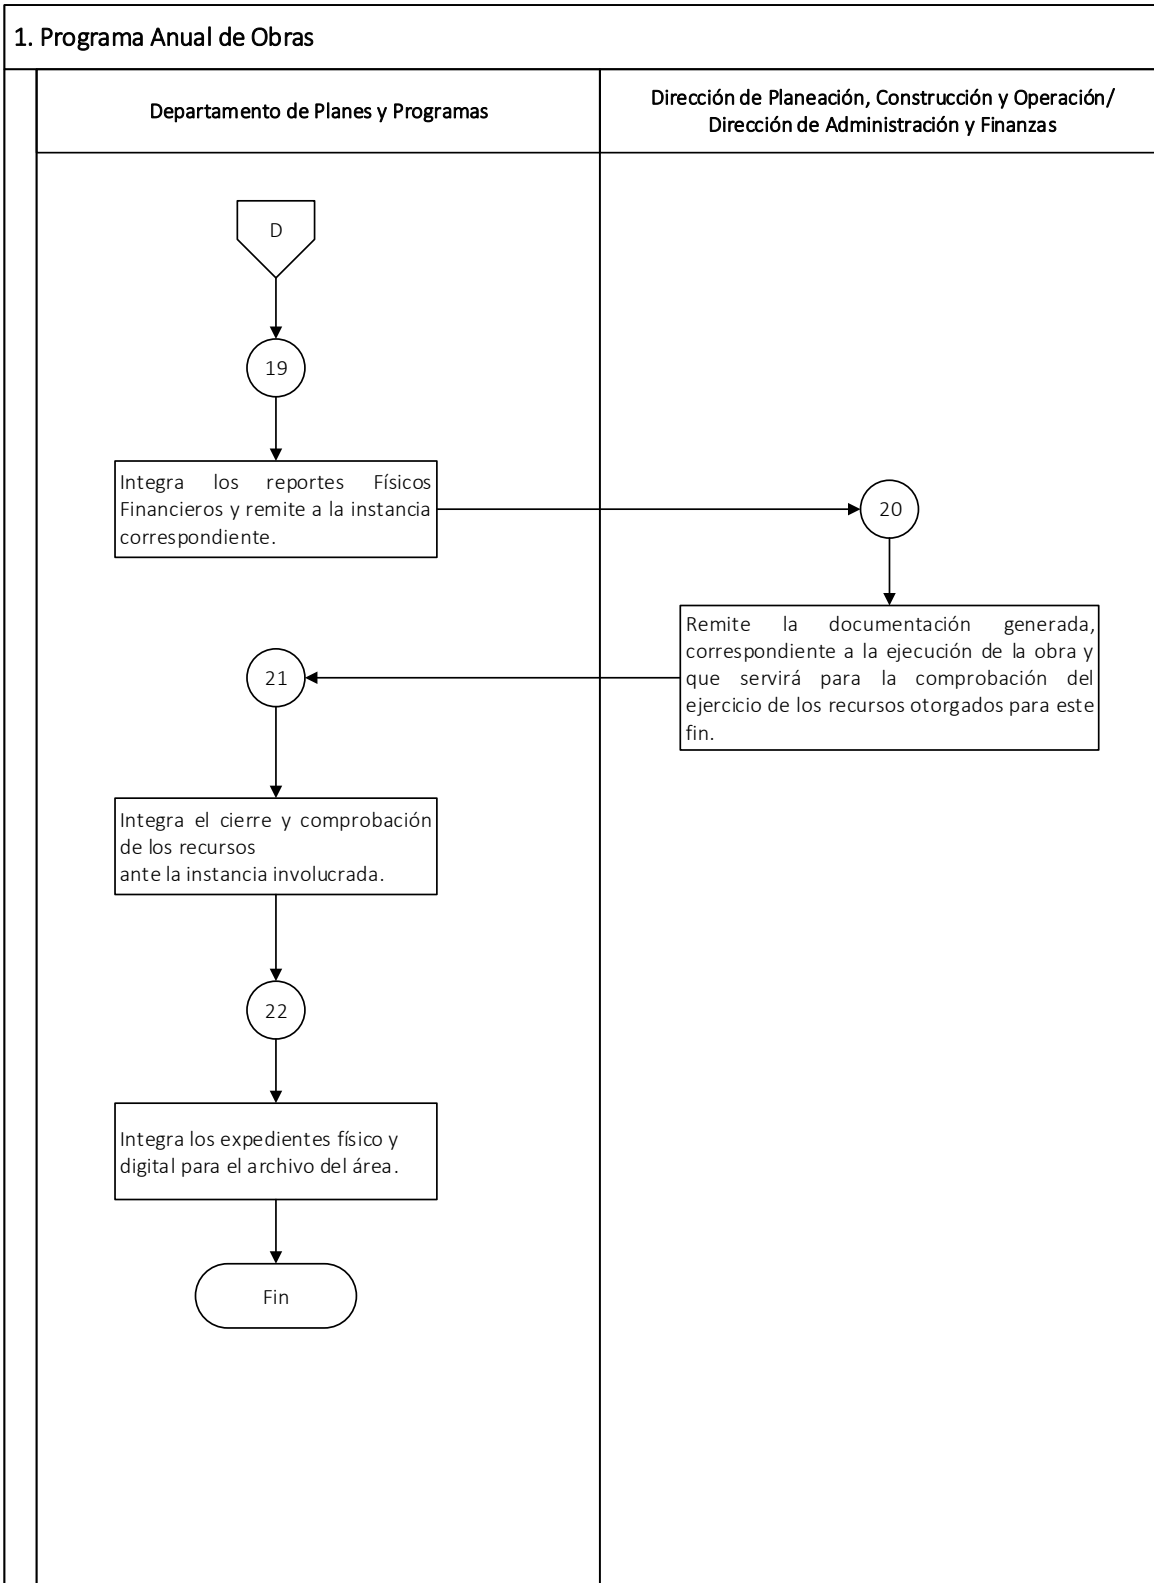 1. Programa Anual de Obras
Departamento de Planes y Programas
Dirección de Planeación, Construcción y Operación/
Dirección de Administración y Finanzas
D
19
Integra los reportes Físicos
Financieros y remite a la instancia
correspondiente.
20
Remite la documentación generada,
correspondiente a la ejecución de la obra y
que servirá para la comprobación del
ejercicio de los recursos otorgados para este
fin.
21
Integra el cierre y comprobación
de los recursos
ante la instancia involucrada.
22
Integra los expedientes físico y
digital para el archivo del área.
Fin